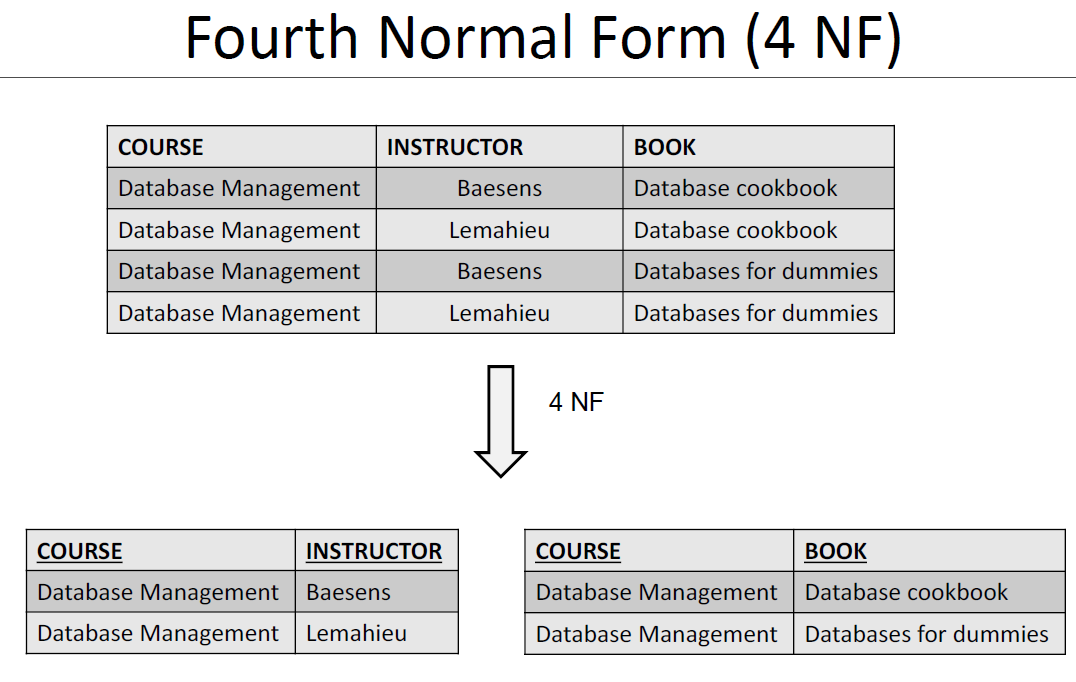 Fourth Normal Form (4 NF)
COURSE INSTRUCTOR BOOK
Database Management Baesens Database cookbook
Database Management Lemahieu Database cookbook
Database Management Baesens Databases for dummies
Database Management Lemahieu Databases for dummies
4 NF
COURSE INSTRUCTOR
Database Management Baesens
Database Management Lemahieu
COURSE BOOK
Database Management Database cookbook
Database Management Databases for dummies